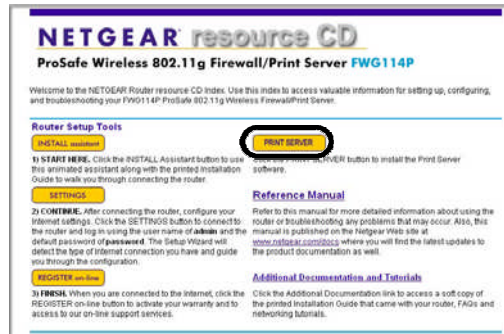 NETGEAR resource CD
ProSafe Wireless 802.11g Firewall/Print Server FWG114P
Welcome to the NETGEAR Router resource CD Index. Use this index to access valuable information for setting up, configuring,
and troubleshooting your FWG114P ProSafe 802.11g Wireless Firewall/Print Server.
Router Setup Tools
INSTALL assistant
1) START HERE. Click the INSTALL Assistant button to use
this animated assistant along with the printed Installation
Guide to walk you through connecting the router.
SETTINGS
2) CONTINUE. After connecting the router, configure your
Internet settings. Click the SETTINGS button to connect to
the router and log in using the user name of admin and the
default password of password. The Setup Wizard will
detect the type of Internet connection you have and guide
you through the configuration.
REGISTER on-line
3) FINISH. When you are connected to the Internet, click the
REGISTER on-line button to activate your warranty and to
access to our on-line support services.
PRINT SERVER
Click the PRINT SERVER button to install the Print Server
software.
Reference Manual
Refer to this manual for more detailed information about using the
router or troubleshooting any problems that may occur. Also, this
manual is published on the Netgear Web site at
www.netgear.com/docs where you will find the latest updates to
the product documentation as well.
Additional Documentation and Tutorials
Click the Additional Documentation link to access a soft copy of
the printed Installation Guide that came with your router, FAQs and
networking tutorials.